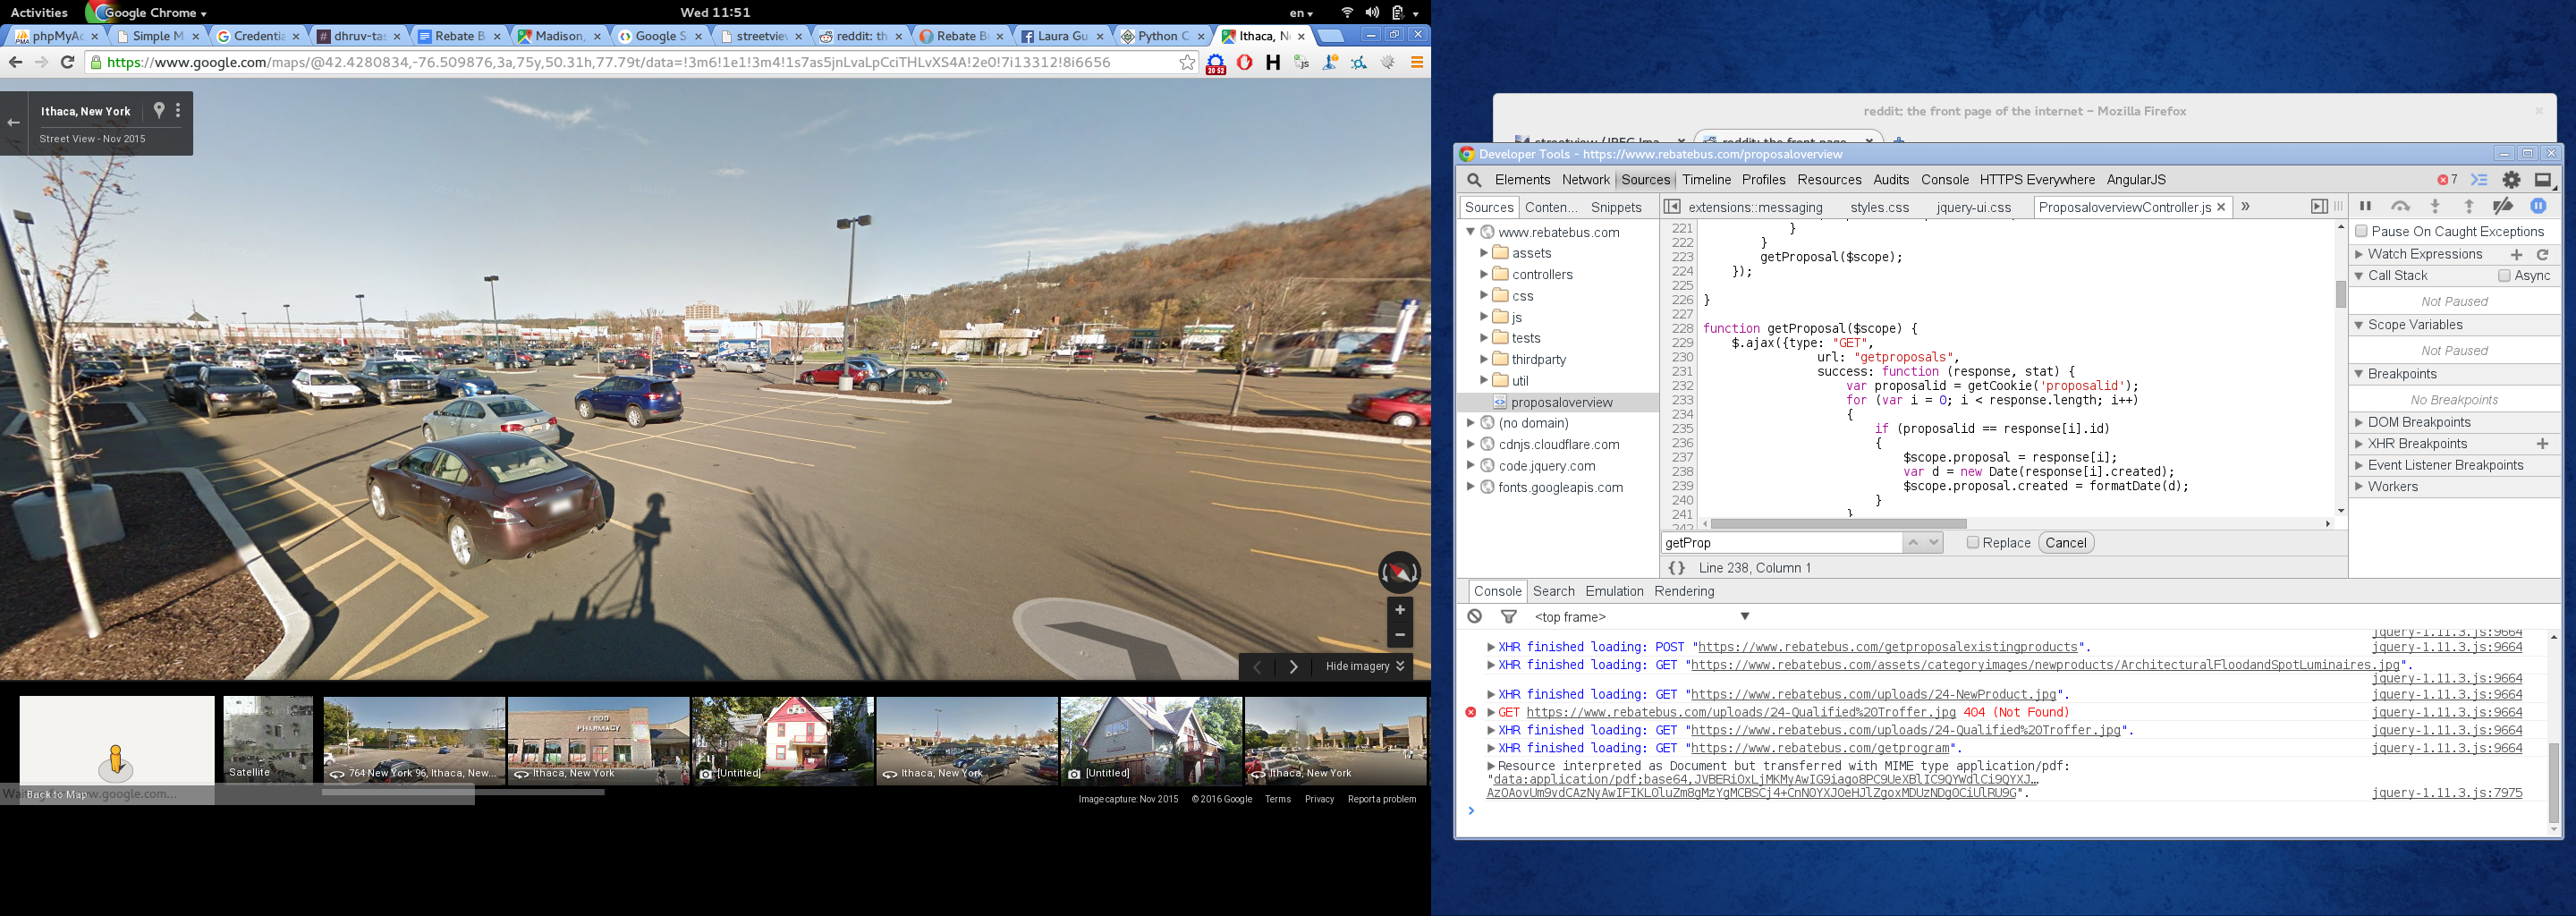 Activities
Google Chrome
Wed 11:51
en
phpMyAc
Simple M
Credentia
dhruv-tas
Rebate B
Madison,
Google S
streetview
reddit: th
Rebate B
Laura Gu
Python C
Ithaca, N
https://www.google.com/maps/@42.4280834,-76.509876,3a,75y,50.31h,77.79t/data=!3m6!1e1!3m4!1s7as5jnLvaLpCciTHLvXS4A!2e0!7i13312!8i6656
20 52
Ithaca, New York
Street View - Nov 2015
FOOD
PHARMACY
Hide imagery
Satellite
764 New York 96, Ithaca, New...
Ithaca, New York
[Untitled]
Ithaca, New York
[Untitled]
Ithaca, New York
Back to Map
Image capture: Nov 2015 © 2016 Google Terms Privacy Report a problem
reddit: the front page of the internet – Mozilla Firefox
streetview (JPEG Ima
reddit: the front page
Developer Tools - https://www.rebatebus.com/proposaloverview
Elements Network Sources Timeline Profiles Resources Audits Console HTTPS Everywhere AngularJS
7
Sources Conten... Snippets
extensions::messaging styles.css jquery-ui.css ProposaloverviewController.js
www.rebatebus.com
assets
controllers
css
js
tests
thirdparty
util
proposaloverview
(no domain)
cdnjs.cloudflare.com
code.jquery.com
fonts.googleapis.com
221 }
222 }
223 getProposal($scope);
224 });
225
226 }
227
228 function getProposal($scope) {
229 $.ajax({type: "GET",
230 url: "getproposals",
231 success: function (response, stat) {
232 var proposalid = getCookie('proposalid');
233 for (var i = 0; i < response.length; i++)
234 {
235 if (proposalid == response[i].id)
236 {
237 $scope.proposal = response[i];
238 var d = new Date(response[i].created);
239 $scope.proposal.created = formatDate(d);
240 }
241 }
242
getProp
Replace
Cancel
{} Line 238, Column 1
Pause On Caught Exceptions
Watch Expressions
Call Stack
Async
Not Paused
Scope Variables
Not Paused
Breakpoints
No Breakpoints
DOM Breakpoints
XHR Breakpoints
Event Listener Breakpoints
Workers
Console Search Emulation Rendering
<top frame>
jquery-1.11.3.js:9664
XHR finished loading: POST "https://www.rebatebus.com/getproposalexistingproducts". jquery-1.11.3.js:9664
XHR finished loading: GET "https://www.rebatebus.com/assets/categoryimages/newproducts/ArchitecturalFloodandSpotLuminaires.jpg".
jquery-1.11.3.js:9664
XHR finished loading: GET "https://www.rebatebus.com/uploads/24-NewProduct.jpg". jquery-1.11.3.js:9664
GET https://www.rebatebus.com/uploads/24-Qualified%20Troffer.jpg 404 (Not Found) jquery-1.11.3.js:9664
XHR finished loading: GET "https://www.rebatebus.com/uploads/24-Qualified%20Troffer.jpg". jquery-1.11.3.js:9664
XHR finished loading: GET "https://www.rebatebus.com/getprogram". jquery-1.11.3.js:9664
Resource interpreted as Document but transferred with MIME type application/pdf:
jquery-1.11.3.js:7975